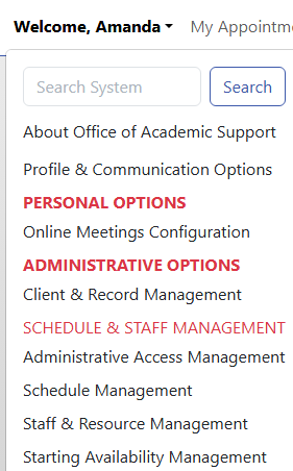 Welcome, Amanda My Appointm
Search System Search
About Office of Academic Support
Profile & Communication Options
PERSONAL OPTIONS
Online Meetings Configuration
ADMINISTRATIVE OPTIONS
Client & Record Management
SCHEDULE & STAFF MANAGEMENT
Administrative Access Management
Schedule Management
Staff & Resource Management
Starting Availability Management